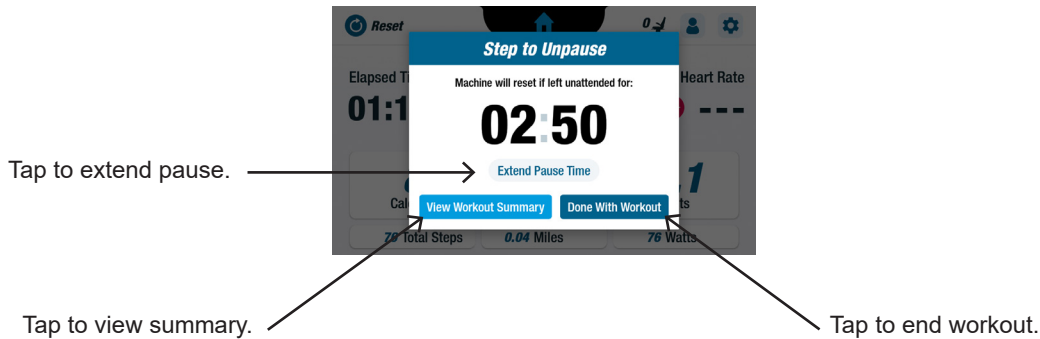 Reset
0
Step to Unpause
Elapsed Ti
Heart Rate
Machine will reset if left unattended for:
01:1
02:50
---
Tap to extend pause.
Extend Pause Time
1
Cal
View Workout Summary
Done With Workout
ts
76 Total Steps
0.04 Miles
76 Watts
Tap to view summary.
Tap to end workout.